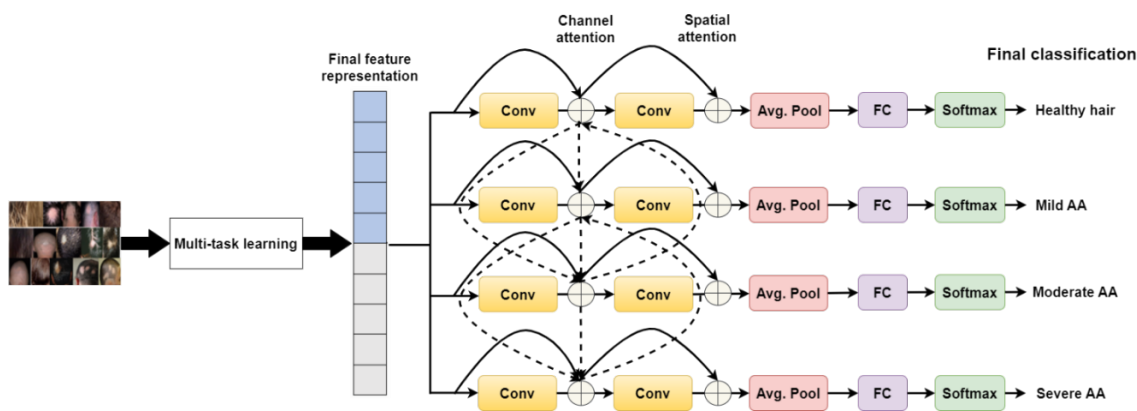 Channel
attention
Spatial
attention
Final classification
Final feature
representation
Conv
Conv
Avg. Pool
FC
Softmax
Healthy hair
Conv
Conv
Avg. Pool
FC
Softmax
Mild AA
Multi-task learning
Conv
Conv
Avg. Pool
FC
Softmax
Moderate AA
Conv
Conv
Avg. Pool
FC
Softmax
Severe AA